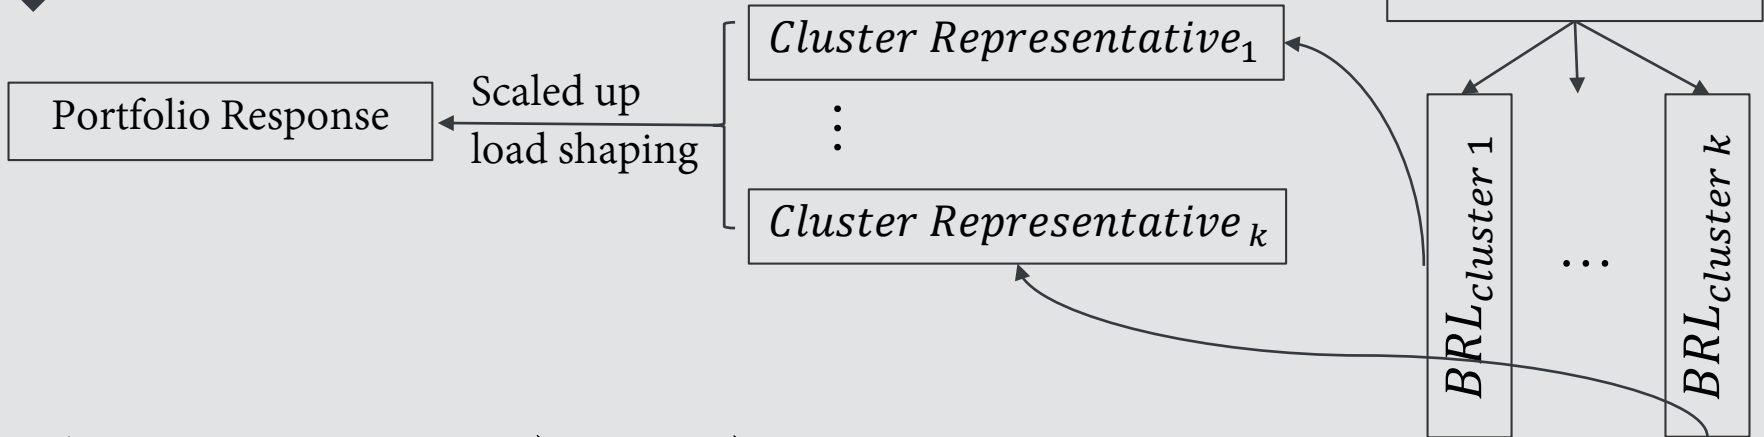 Cluster Representative₁
Portfolio Response
Scaled up
load shaping
⋮
Cluster Representative ₖ
BRL_cluster 1
…
BRL_cluster k